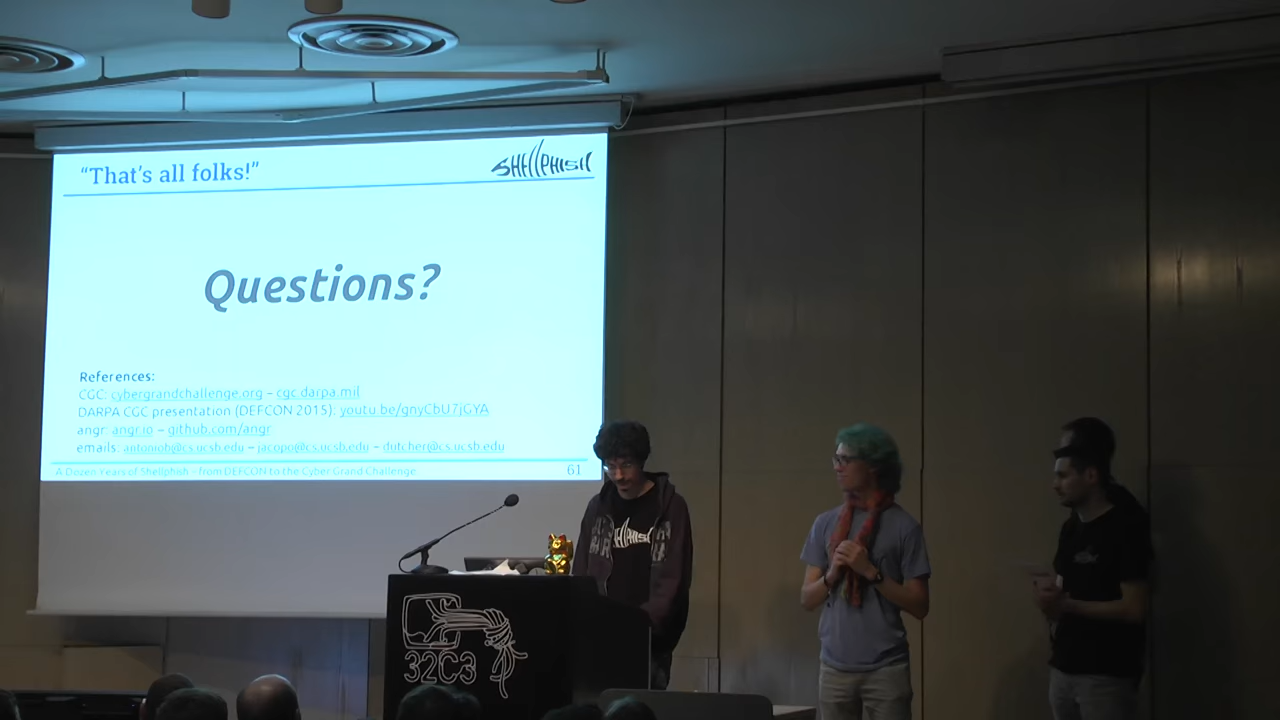 "That's all folks!"
SHELLPHISH
Questions?
References:
CGC: cybergrandchallenge.org – cgc.darpa.mil
DARPA CGC presentation (DEFCON 2015): youtu.be/gnyCbU7jGYA
angr: angr.io – github.com/angr
emails: antoniob@cs.ucsb.edu – jacopo@cs.ucsb.edu – dutcher@cs.ucsb.edu
A Dozen Years of Shellphish - from DEFCON to the Cyber Grand Challenge
61
32C3